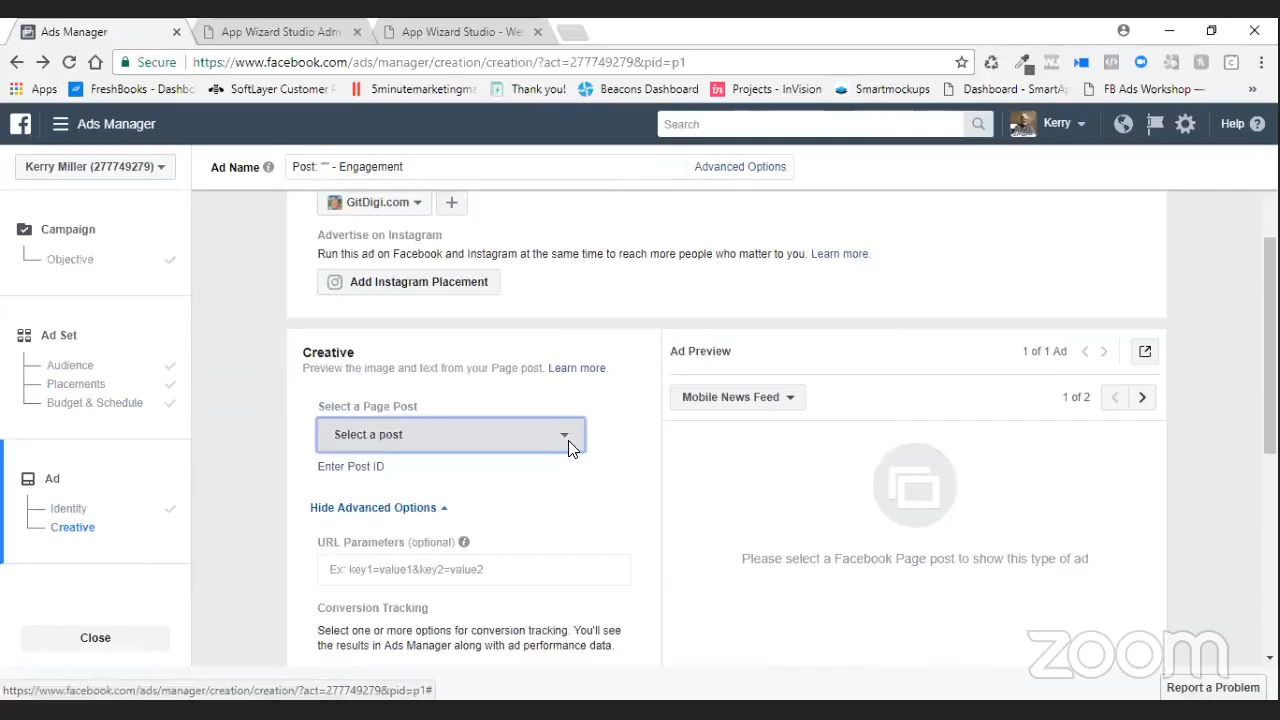 Ads Manager
App Wizard Studio Adm
App Wizard Studio - We
Secure
https://www.facebook.com/ads/manager/creation/creation/?act=277749279&pid=p1
Apps
FreshBooks - Dashbo
SoftLayer Customer P
5minutemarketingm
Thank you!
Beacons Dashboard
Projects - InVision
Smartmockups
Dashboard - SmartA
FB Ads Workshop —
Ads Manager
Search
Kerry
Help
Kerry Miller (277749279)
Ad Name
Post: "" - Engagement
Advanced Options
GitDigi.com
Campaign
Objective
Advertise on Instagram
Run this ad on Facebook and Instagram at the same time to reach more people who matter to you. Learn more.
Add Instagram Placement
Ad Set
Audience
Placements
Budget & Schedule
Creative
Preview the image and text from your Page post. Learn more.
Ad Preview
1 of 1 Ad
Select a Page Post
Mobile News Feed
1 of 2
Select a post
Enter Post ID
Ad
Identity
Creative
Hide Advanced Options
URL Parameters (optional)
Ex: key1=value1&key2=value2
Please select a Facebook Page post to show this type of ad
Conversion Tracking
Select one or more options for conversion tracking. You'll see
the results in Ads Manager along with ad performance data.
Close
zoom
https://www.facebook.com/ads/manager/creation/creation/?act=277749279&pid=p1#
Report a Problem